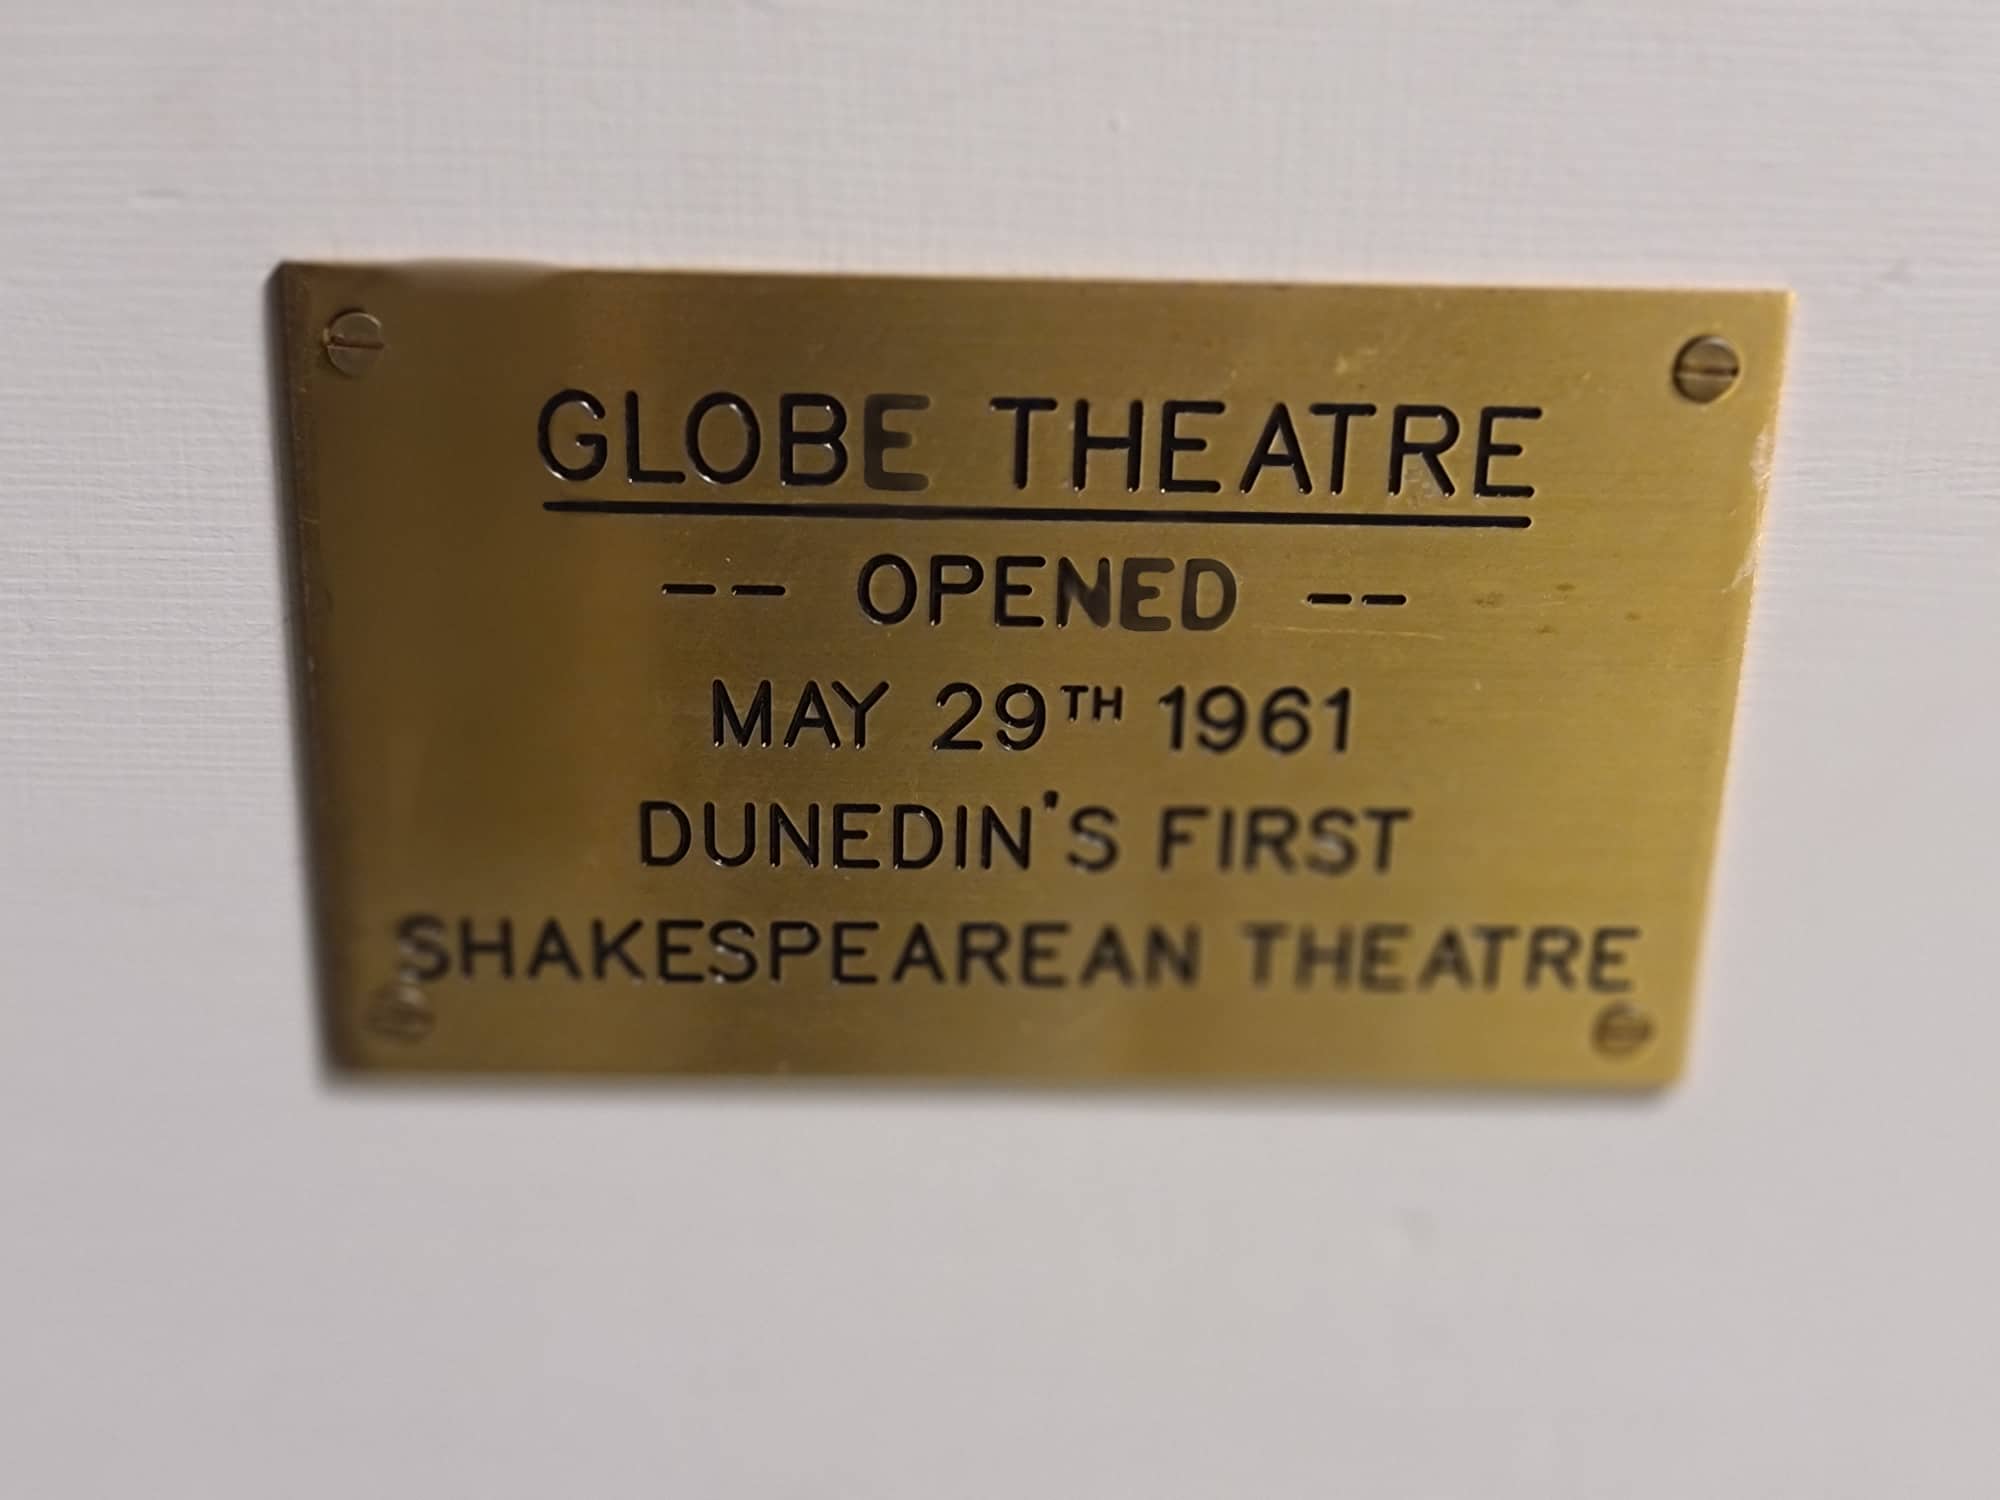 GLOBE THEATRE
-- OPENED --
MAY 29TH 1961
DUNEDIN'S FIRST
SHAKESPEAREAN THEATRE